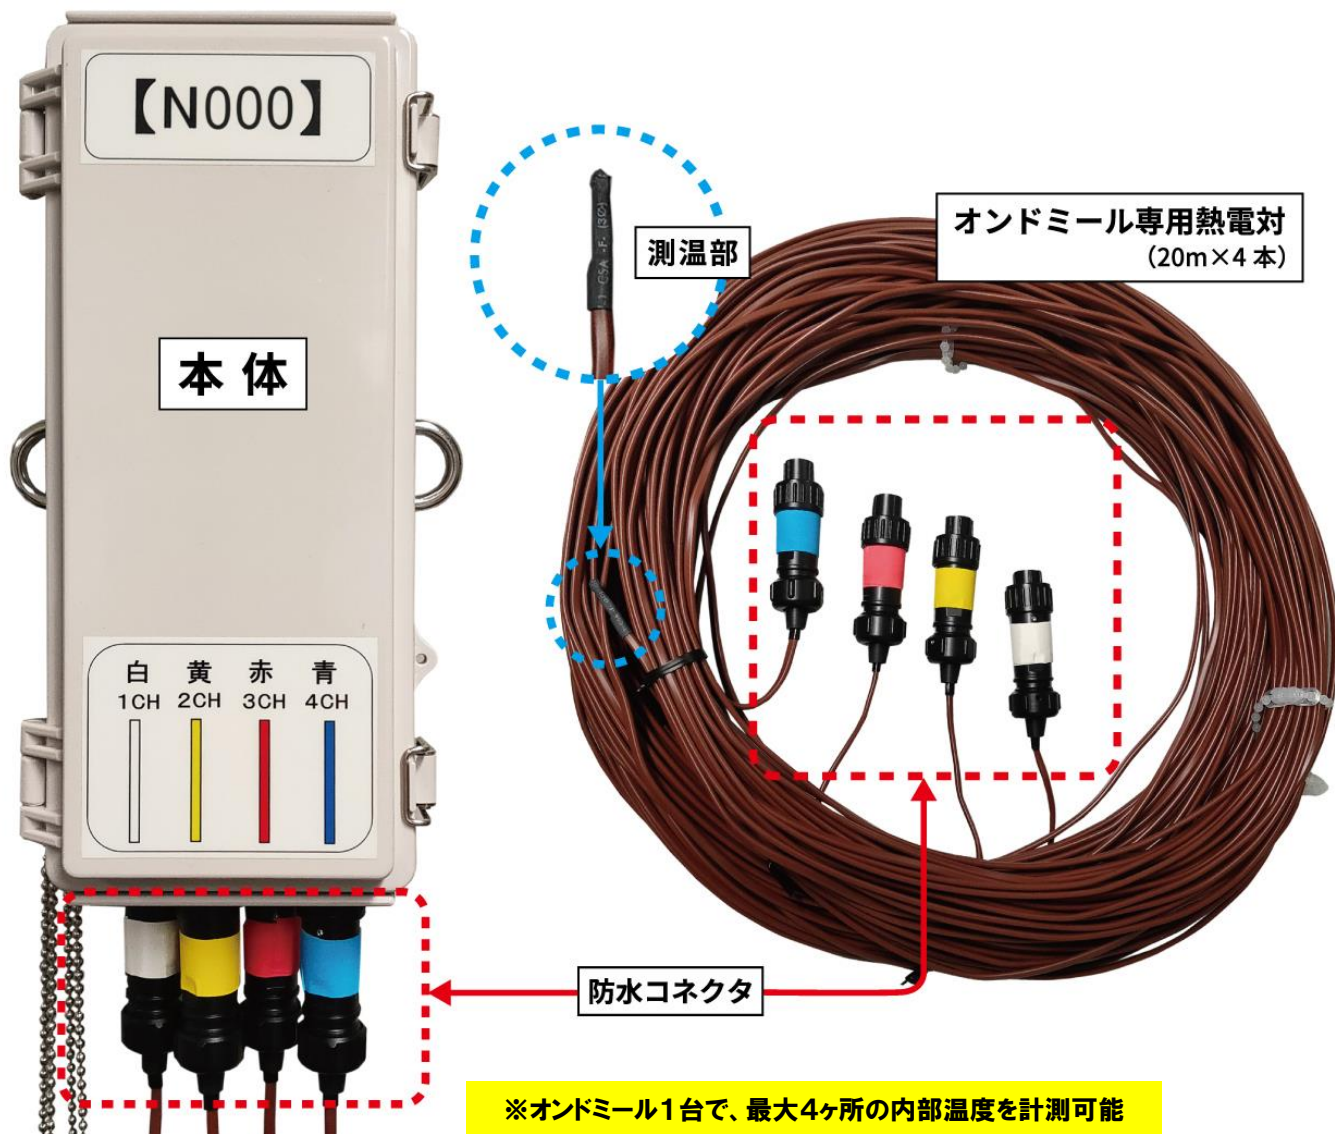 【N000】
本体
白 黄 赤 青
1CH 2CH 3CH 4CH
測温部
オンドミール専用熱電対
（20m×4本）
防水コネクタ
※オンドミール1台で、最大4ヶ所の内部温度を計測可能